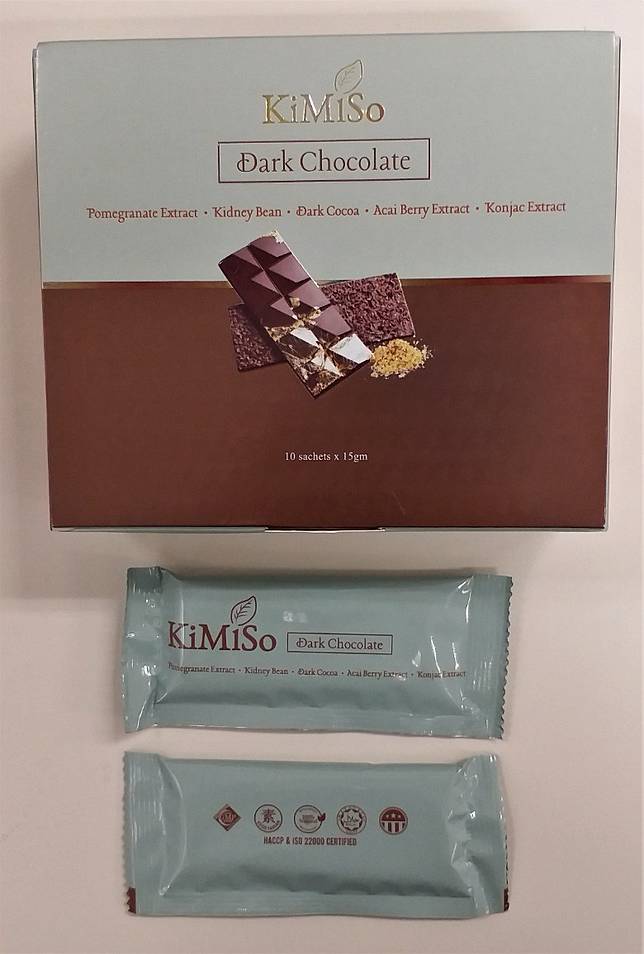 KiMiSo
Dark Chocolate
Pomegranate Extract • Kidney Bean • Dark Cocoa • Acai Berry Extract • Konjac Extract
10 sachets x 15gm
KiMiSo
Dark Chocolate
Pomegranate Extract • Kidney Bean • Dark Cocoa • Acai Berry Extract • Konjac Extract
素
HACCP & ISO 22000 CERTIFIED